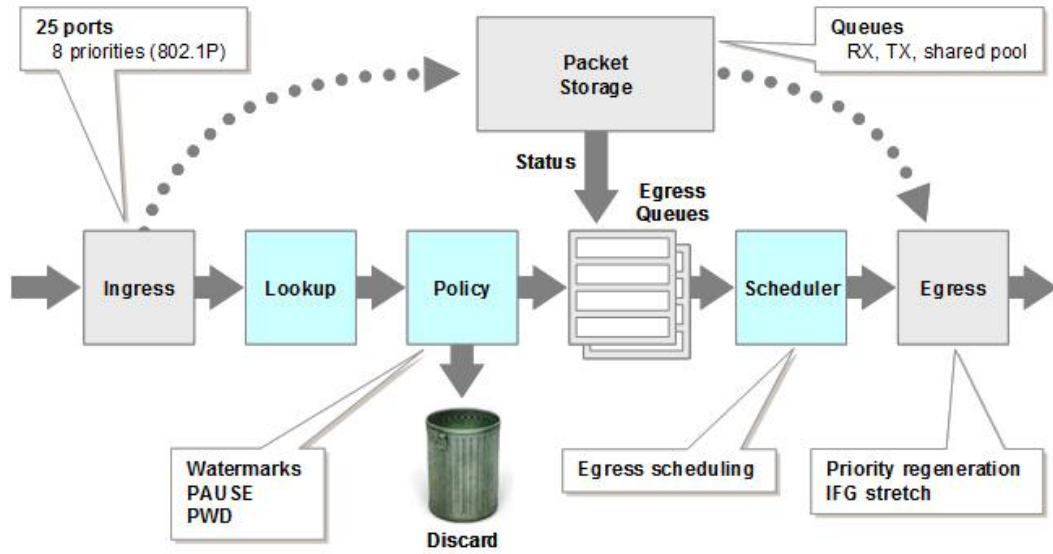 25 ports
8 priorities (802.1P)
Packet
Storage
Queues
RX, TX, shared pool
Status
Egress
Queues
Ingress
Lookup
Policy
Scheduler
Egress
Watermarks
PAUSE
PWD
Discard
Egress scheduling
Priority regeneration
IFG stretch